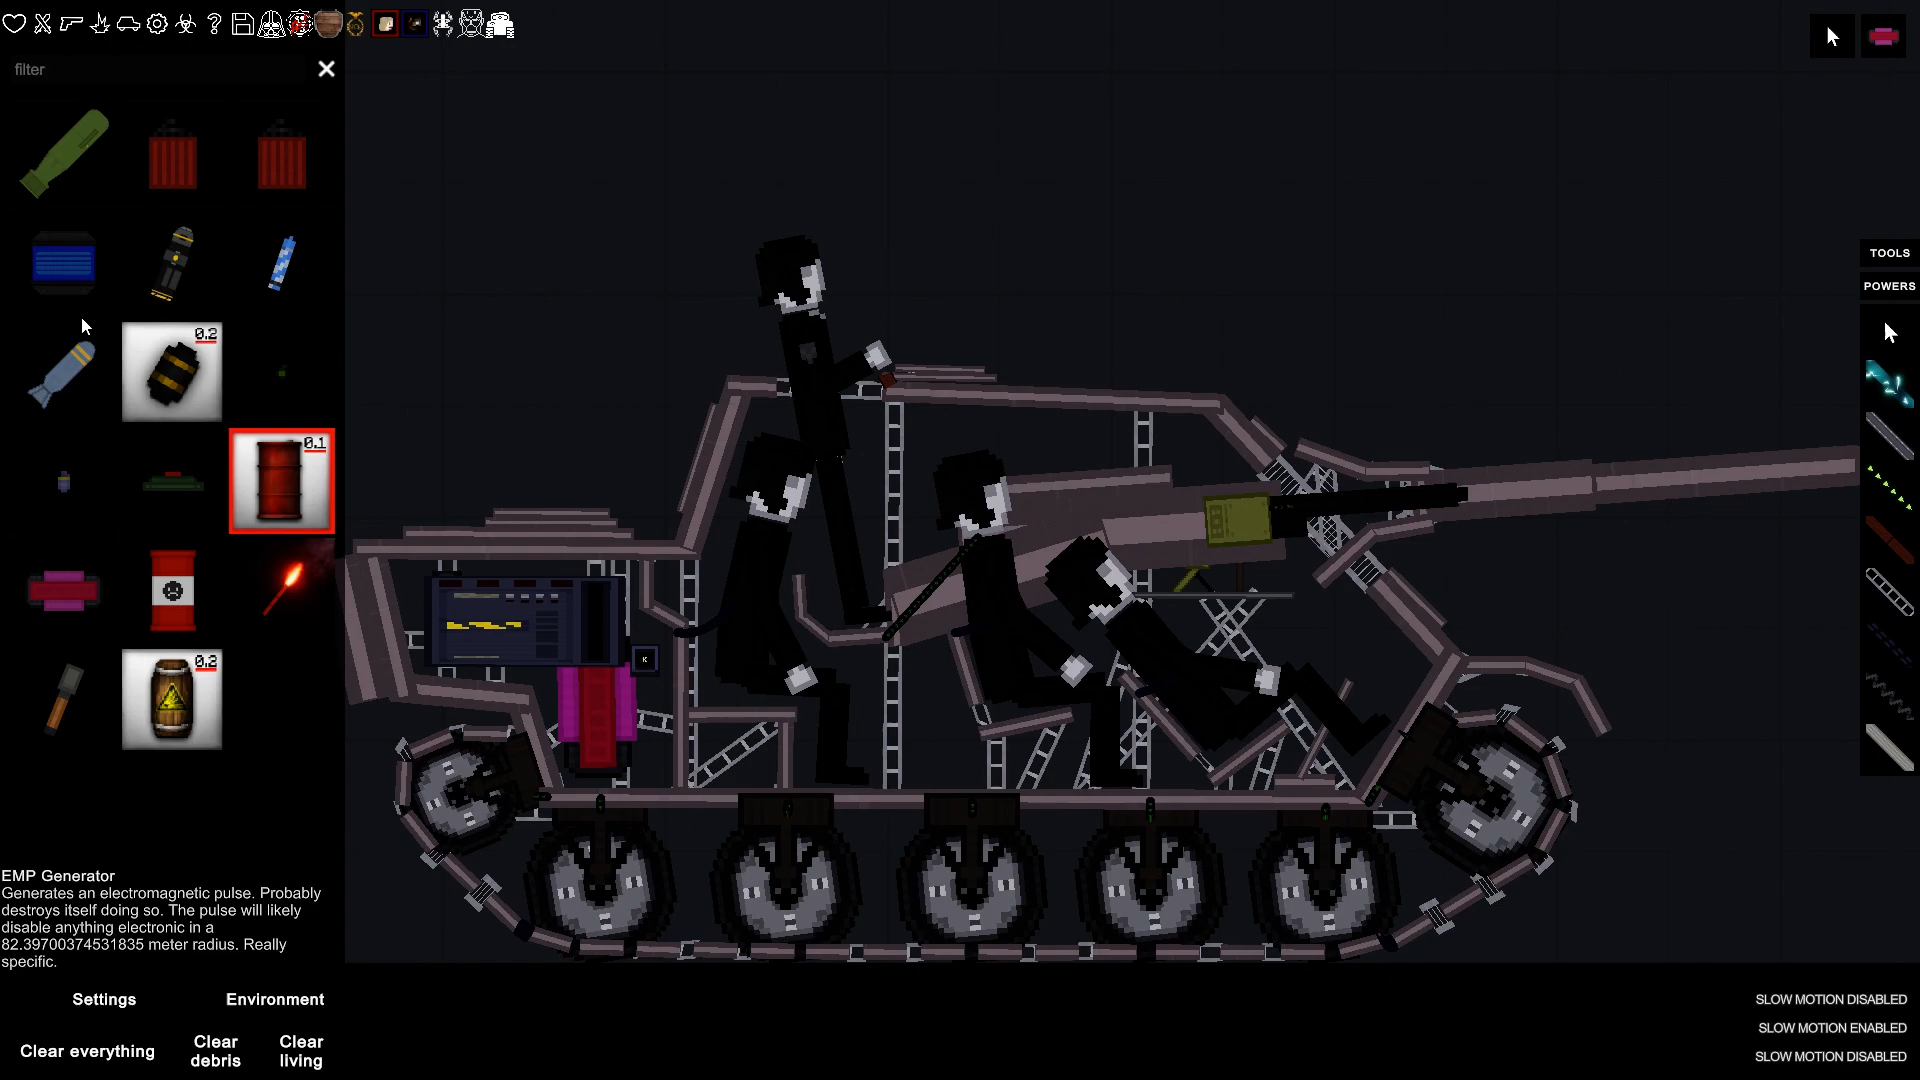 filter
0.2
0.1
0.2
K
TOOLS
POWERS
EMP Generator
Generates an electromagnetic pulse. Probably
destroys itself doing so. The pulse will likely
disable anything electronic in a
82.39700374531835 meter radius. Really
specific.
Settings
Environment
Clear everything
Clear
debris
Clear
living
SLOW MOTION DISABLED
SLOW MOTION ENABLED
SLOW MOTION DISABLED